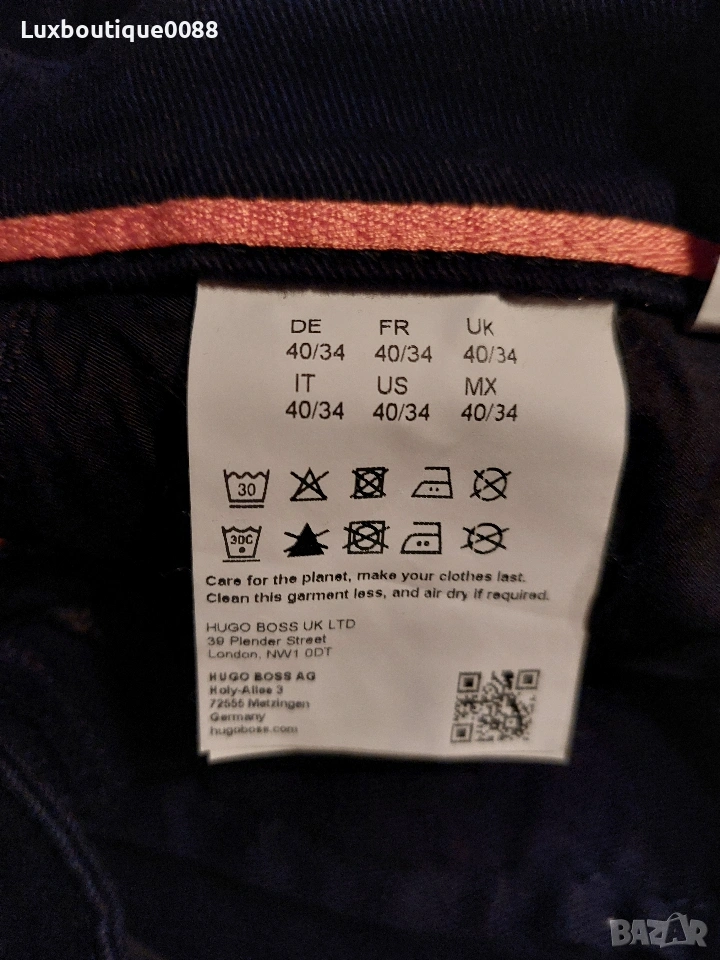 Luxboutique0088
DE FR UK
40/34 40/34 40/34
IT US MX
40/34 40/34 40/34
30
30C
Care for the planet, make your clothes last.
Clean this garment less, and air dry if required.
HUGO BOSS UK LTD
39 Plender Street
London, NW1 0DT
HUGO BOSS AG
Holy-Allee 3
72555 Metzingen
Germany
hugoboss.com
BAZAR